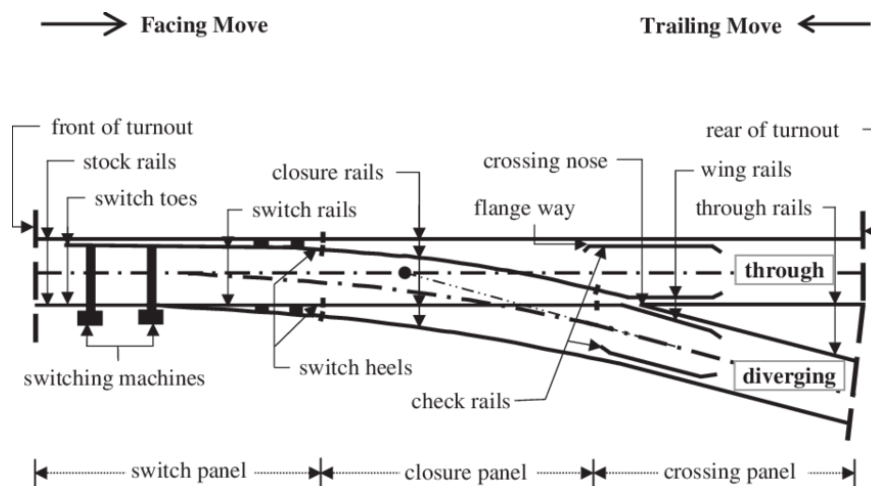 Facing Move
Trailing Move
front of turnout
rear of turnout
stock rails
closure rails
crossing nose
wing rails
switch toes
switch rails
flange way
through rails
through
switching machines
switch heels
check rails
diverging
switch panel
closure panel
crossing panel